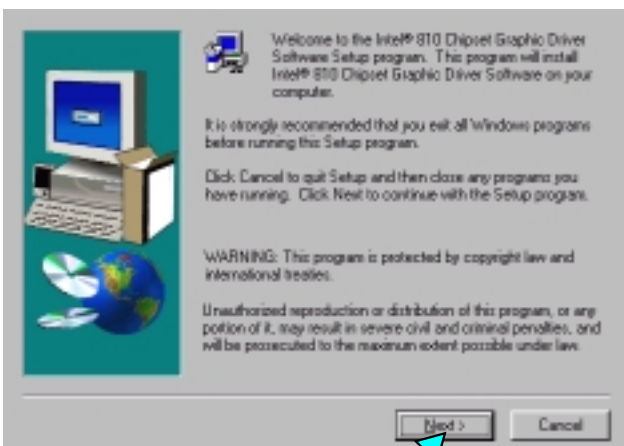 Welcome to the Intel® 810 Chipset Graphic Driver
Software Setup program. This program will install
Intel® 810 Chipset Graphic Driver Software on your
computer.
It is strongly recommended that you exit all Windows programs
before running this Setup program.
Click Cancel to quit Setup and then close any programs you
have running. Click Next to continue with the Setup program.
WARNING: This program is protected by copyright law and
international treaties.
Unauthorized reproduction or distribution of this program, or any
portion of it, may result in severe civil and criminal penalties, and
will be prosecuted to the maximum extent possible under law.
Next >
Cancel